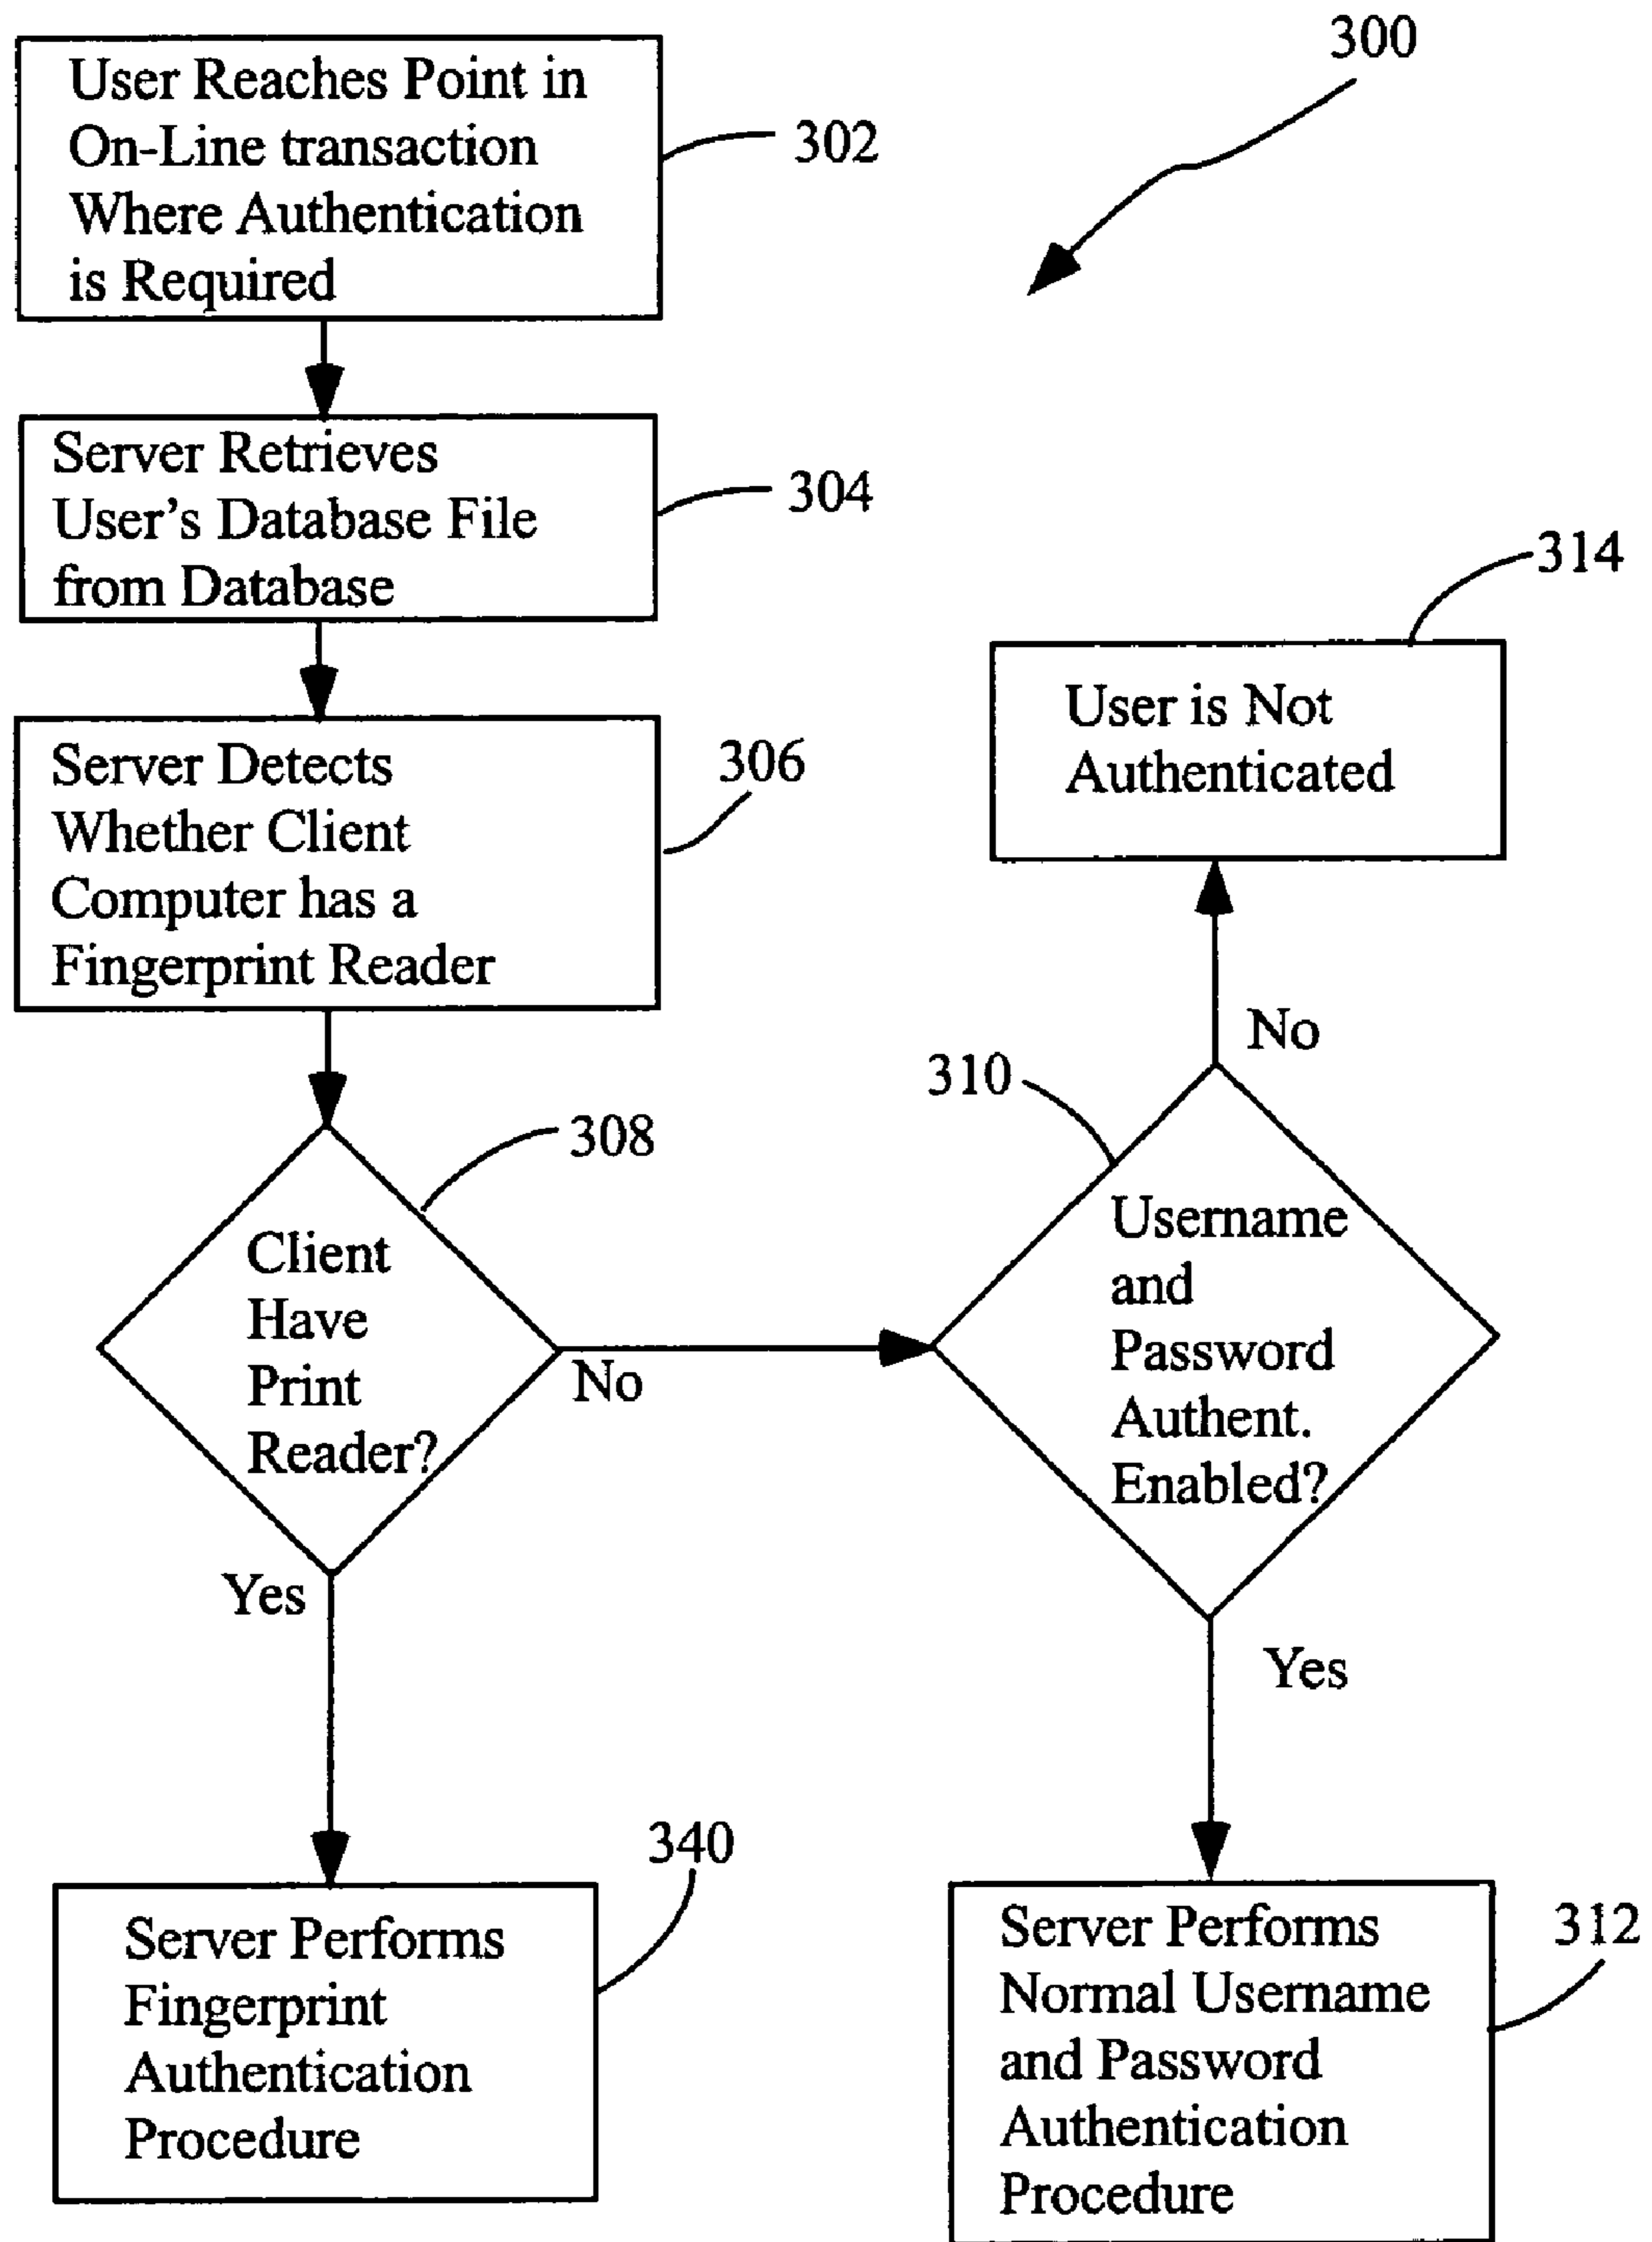 300
User Reaches Point in
On-Line transaction
Where Authentication
is Required
302
Server Retrieves
User's Database File
from Database
304
Server Detects
Whether Client
Computer has a
Fingerprint Reader
306
314
User is Not
Authenticated
No
310
308
Client
Have
Print
Reader?
No
Yes
Username
and
Password
Authent.
Enabled?
Yes
340
Server Performs
Fingerprint
Authentication
Procedure
312
Server Performs
Normal Username
and Password
Authentication
Procedure